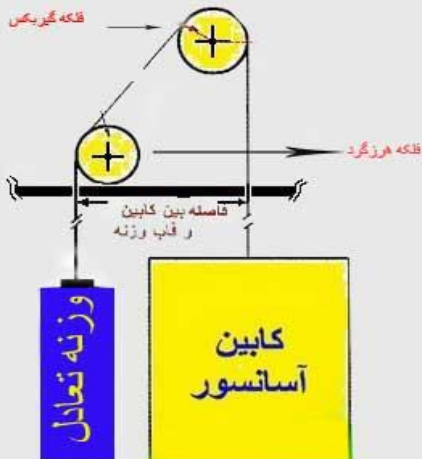 فلکه گیربکس
فلکه هرزگرد
فاصله بین کابین
و قاب وزنه
وزنه تعادل
کابین
آسانسور